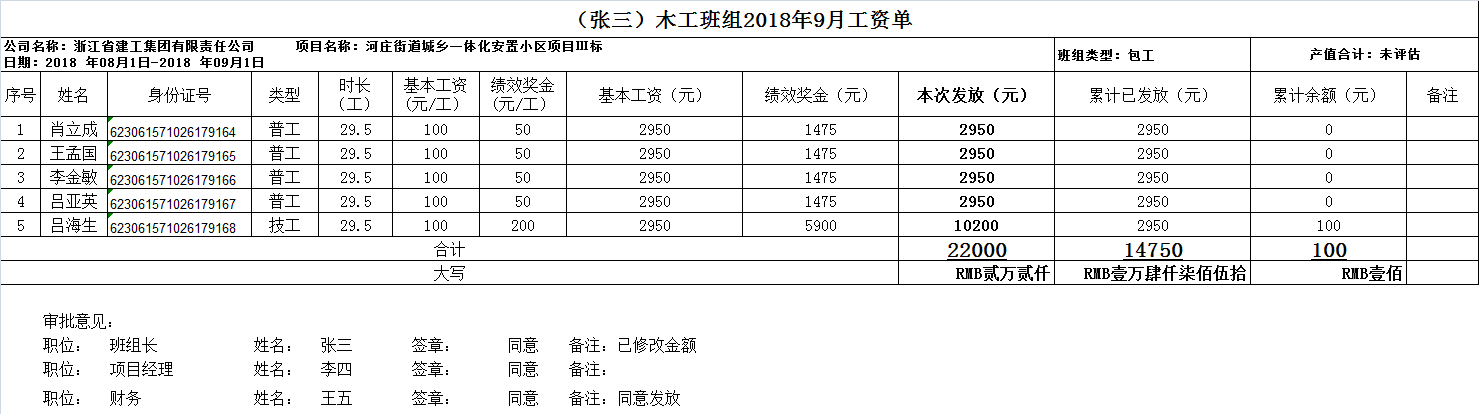 （张三）木工班组2018年9月工资单
公司名称：浙江省建工集团有限责任公司 项目名称：河庄街道城乡一体化安置小区项目Ⅲ标
日期：2018 年08月1日-2018 年09月1日 班组类型：包工 产值合计：未评估
序号 姓名 身份证号 类型 时长（工） 基本工资（元/工） 绩效奖金（元/工） 基本工资（元） 绩效奖金（元） 本次发放（元） 累计已发放（元） 累计余额（元） 备注
1 肖立成 623061571026179164 普工 29.5 100 50 2950 1475 2950 2950 0
2 王孟国 623061571026179165 普工 29.5 100 50 2950 1475 2950 2950 0
3 李金敏 623061571026179166 普工 29.5 100 50 2950 1475 2950 2950 0
4 吕亚英 623061571026179167 普工 29.5 100 50 2950 1475 2950 2950 0
5 吕海生 623061571026179168 技工 29.5 100 200 2950 5900 10200 2950 100
合计 22000 14750 100
大写 RMB贰万贰仟 RMB壹万肆仟柒佰伍拾 RMB壹佰
审批意见：
职位： 班组长 姓名： 张三 签章： 同意 备注：已修改金额
职位： 项目经理 姓名： 李四 签章： 同意 备注：
职位： 财务 姓名： 王五 签章： 同意 备注：同意发放